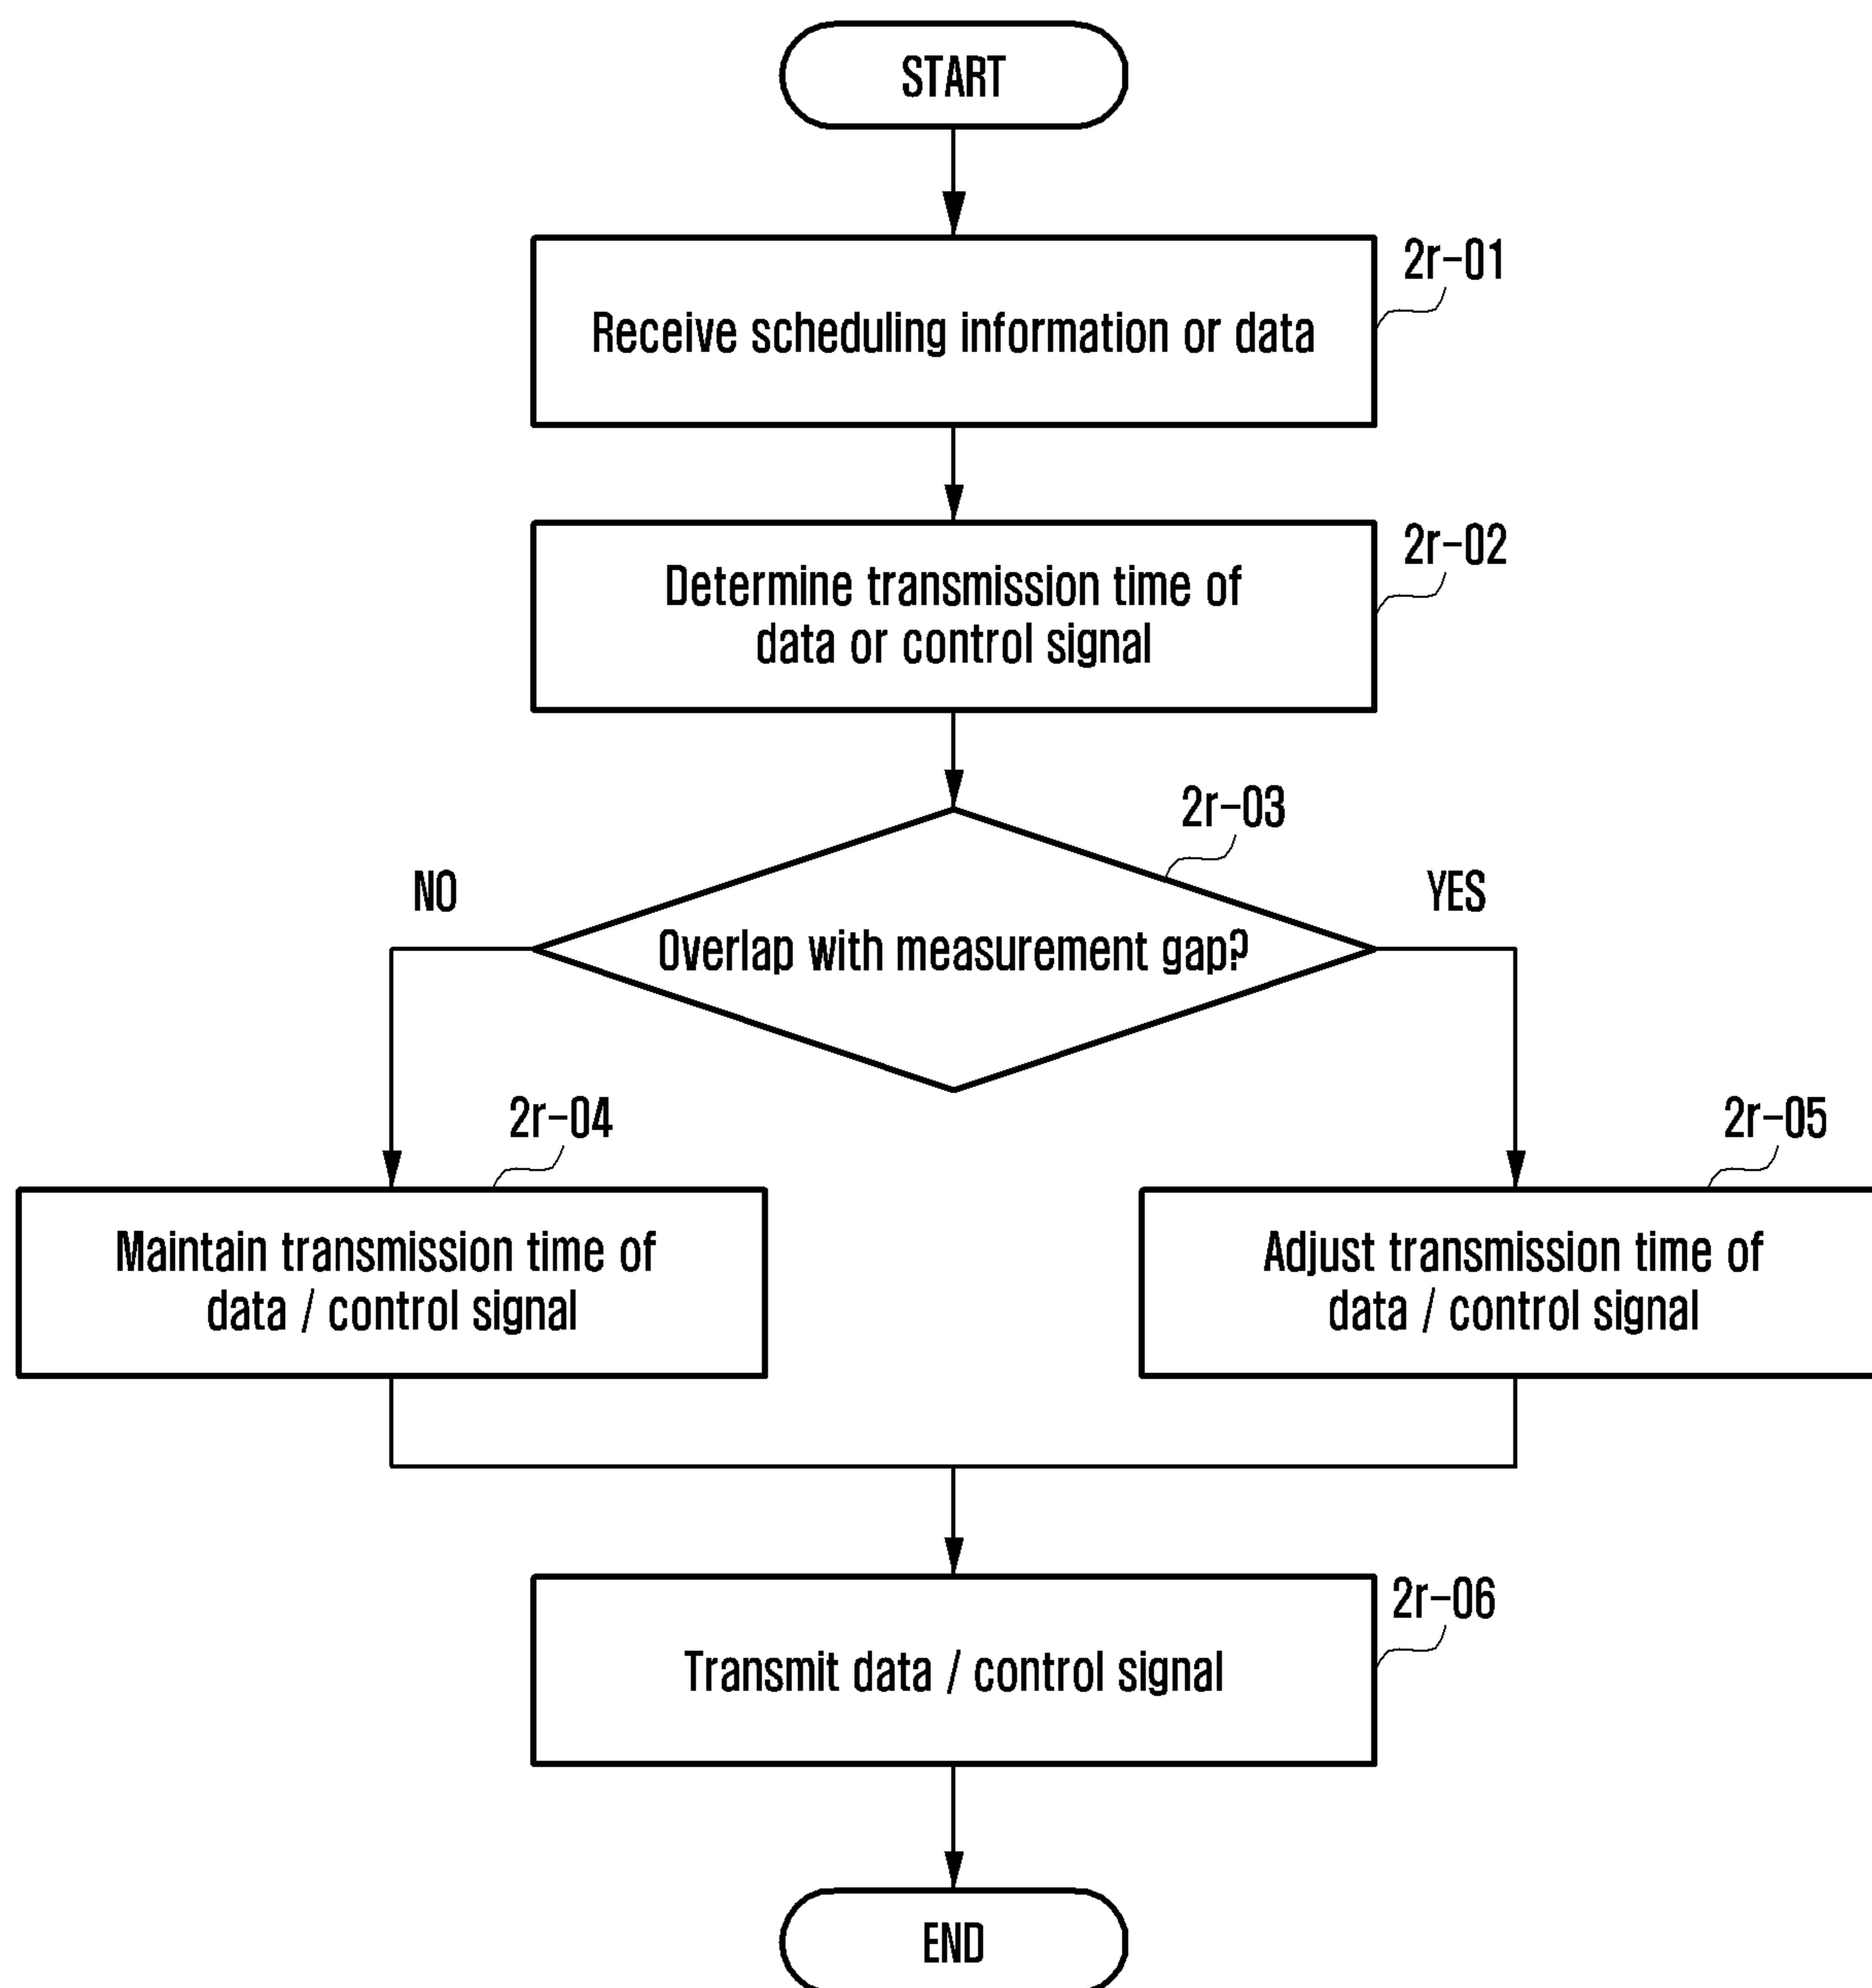 START
2r-01
Receive scheduling information or data
2r-02
Determine transmission time of
data or control signal
2r-03
NO
YES
Overlap with measurement gap?
2r-04
2r-05
Maintain transmission time of
data / control signal
Adjust transmission time of
data / control signal
2r-06
Transmit data / control signal
END